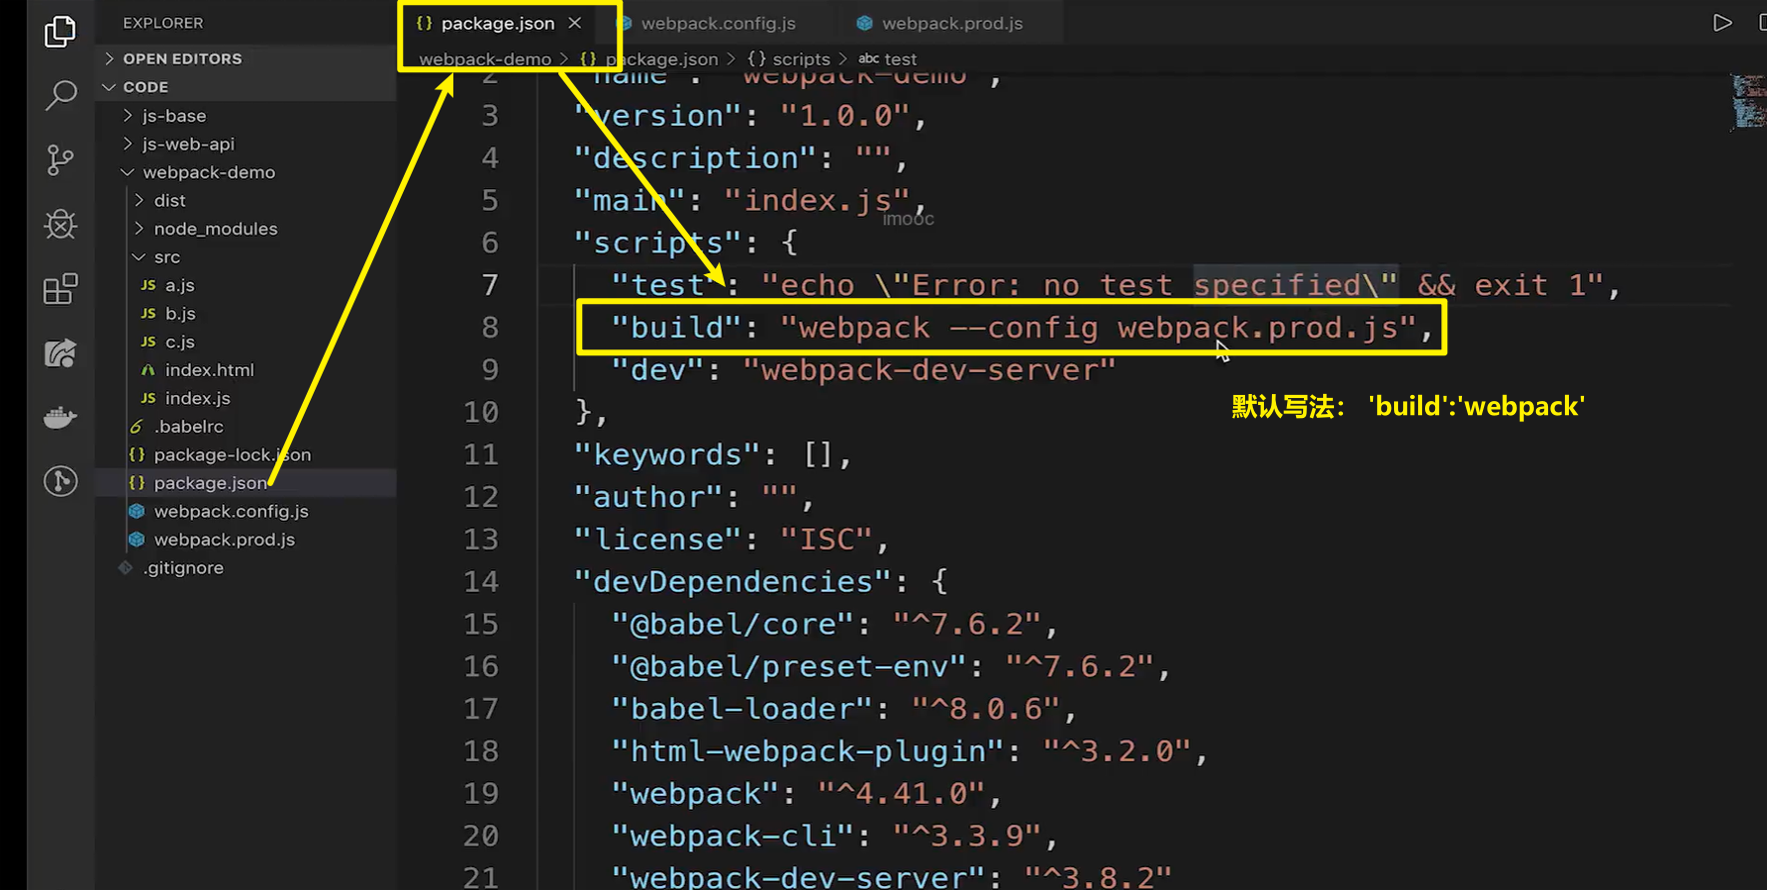 EXPLORER
OPEN EDITORS
CODE
js-base
js-web-api
webpack-demo
dist
node_modules
src
JS a.js
JS b.js
JS c.js
index.html
JS index.js
.babelrc
{} package-lock.json
{} package.json
webpack.config.js
webpack.prod.js
.gitignore
{} package.json ×
webpack.config.js
webpack.prod.js
webpack-demo > {} package.json > {} scripts > abc test
2 "name": "webpack-demo",
3 "version": "1.0.0",
4 "description": "",
5 "main": "index.js",
imooc
6 "scripts": {
7 "test": "echo \"Error: no test specified\" && exit 1",
8 "build": "webpack --config webpack.prod.js",
9 "dev": "webpack-dev-server"
默认写法： 'build':'webpack'
10 },
11 "keywords": [],
12 "author": "",
13 "license": "ISC",
14 "devDependencies": {
15 "@babel/core": "^7.6.2",
16 "@babel/preset-env": "^7.6.2",
17 "babel-loader": "^8.0.6",
18 "html-webpack-plugin": "^3.2.0",
19 "webpack": "^4.41.0",
20 "webpack-cli": "^3.3.9",
21 "webpack-dev-server": "^3.8.2"